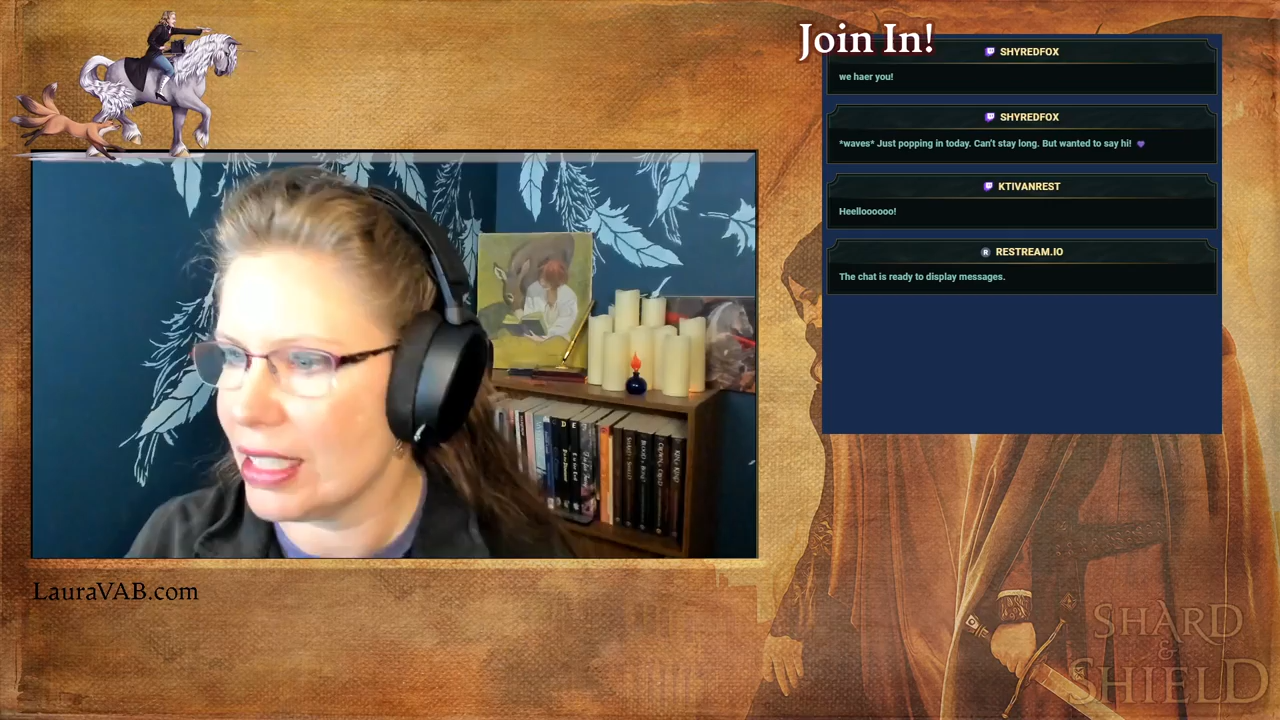 Join In!
SHYREDFOX
we haer you!
SHYREDFOX
*waves* Just popping in today. Can't stay long. But wanted to say hi!
KTIVANREST
Heelloooooo!
R RESTREAM.IO
The chat is ready to display messages.
LauraVAB.com
SHARD
&
SHIELD